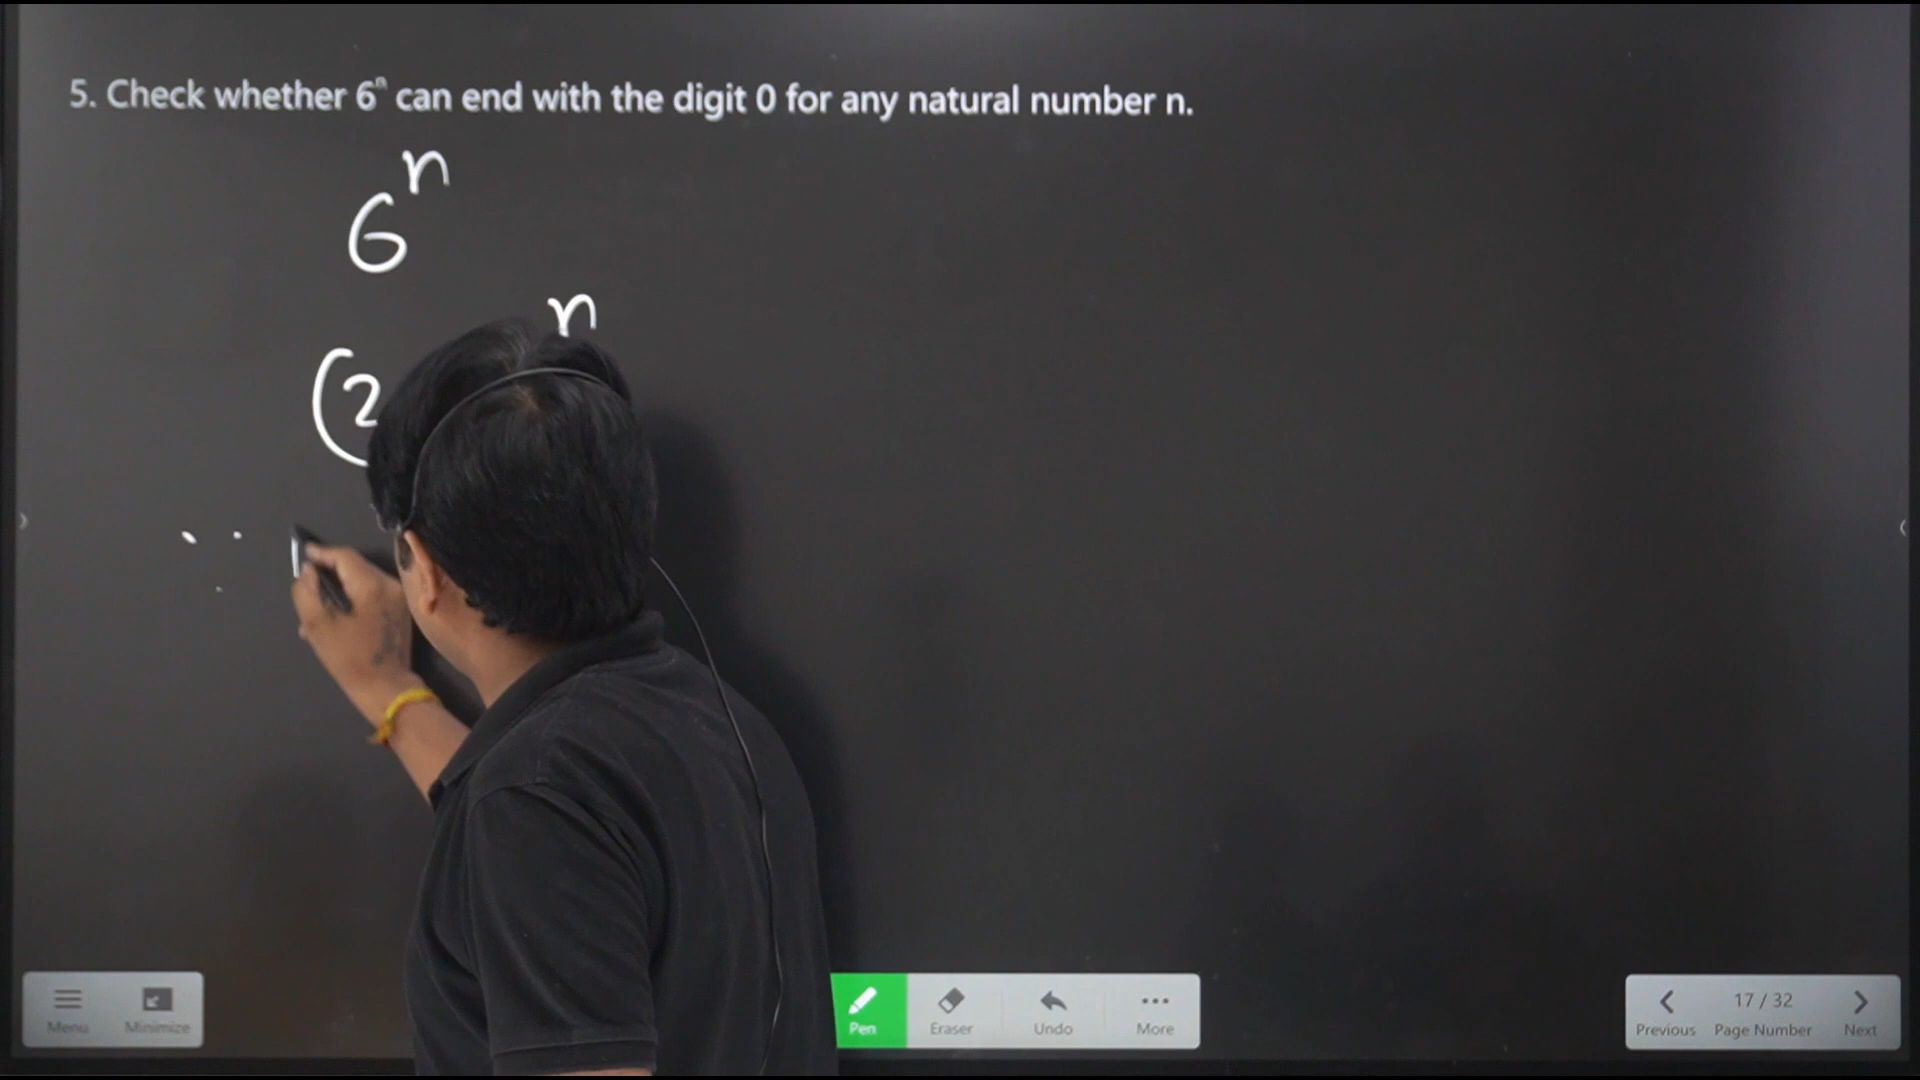 5. Check whether 6ⁿ can end with the digit 0 for any natural number n.
6ⁿ
(2 n
∴
Menu Minimize Pen Eraser Undo More Previous 17 / 32 Page Number Next